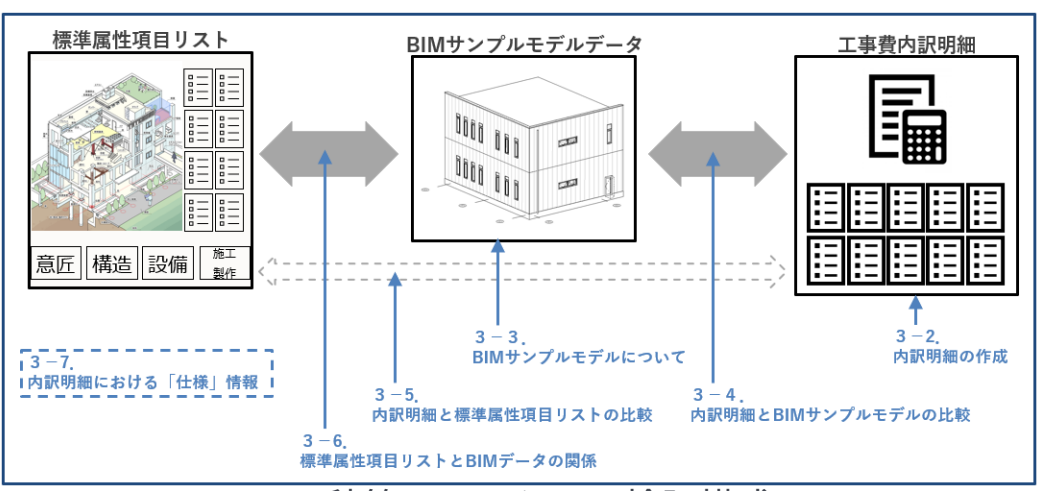 標準属性項目リスト
BIMサンプルモデルデータ
工事費内訳明細
意匠
構造
設備
施工
製作
3－3.
BIMサンプルモデルについて
3－2.
内訳明細の作成
3－7.
内訳明細における「仕様」情報
3－5.
内訳明細と標準属性項目リストの比較
3－4.
内訳明細とBIMサンプルモデルの比較
3－6.
標準属性項目リストとBIMデータの関係